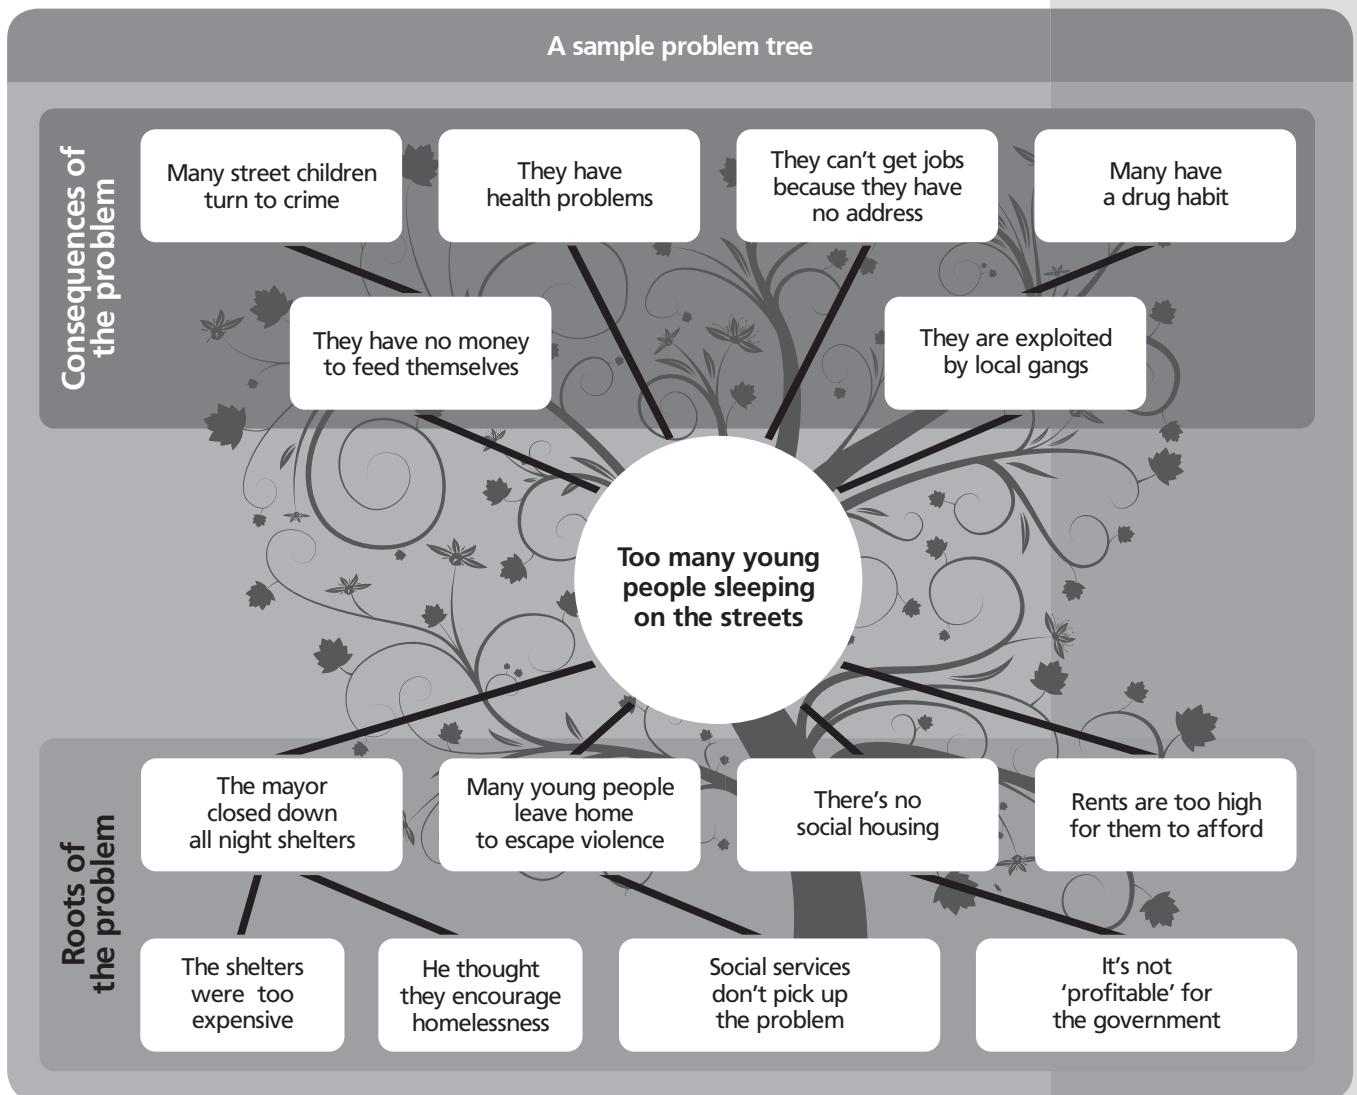 A sample problem tree
Consequences of
the problem
Many street children
turn to crime
They have
health problems
They can't get jobs
because they have
no address
Many have
a drug habit
They have no money
to feed themselves
They are exploited
by local gangs
Too many young
people sleeping
on the streets
Roots of
the problem
The mayor
closed down
all night shelters
Many young people
leave home
to escape violence
There's no
social housing
Rents are too high
for them to afford
The shelters
were too
expensive
He thought
they encourage
homelessness
Social services
don't pick up
the problem
It's not
‘profitable’ for
the government